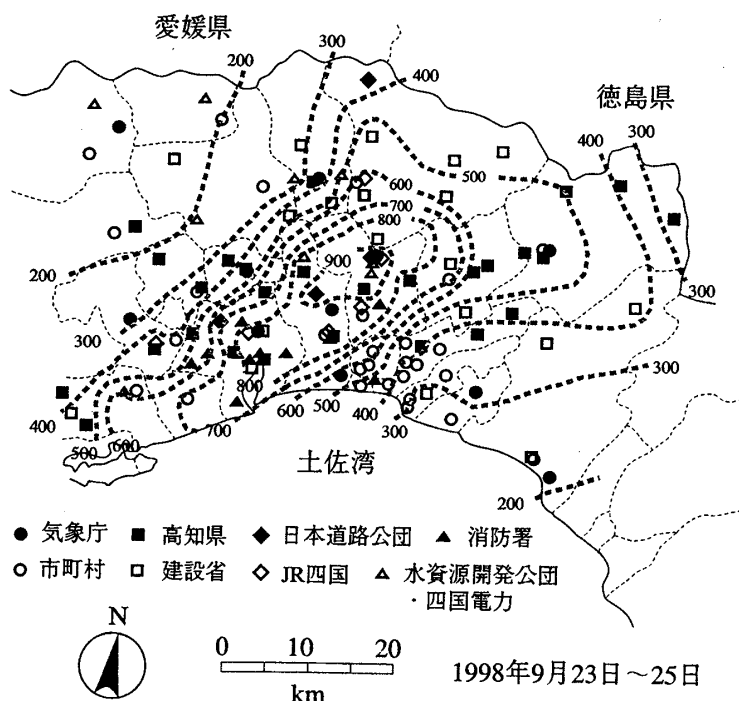 愛媛県
300
200
400
徳島県
400
300
500
600
700
800
900
200
300
300
400
500
600
700
800
600
500
400
300
300
200
土佐湾
● 気象庁 ■ 高知県 ◆ 日本道路公団 ▲ 消防署
○ 市町村 □ 建設省 ◇ JR四国 △ 水資源開発公団
・四国電力
N
0 10 20
km
1998年9月23日～25日